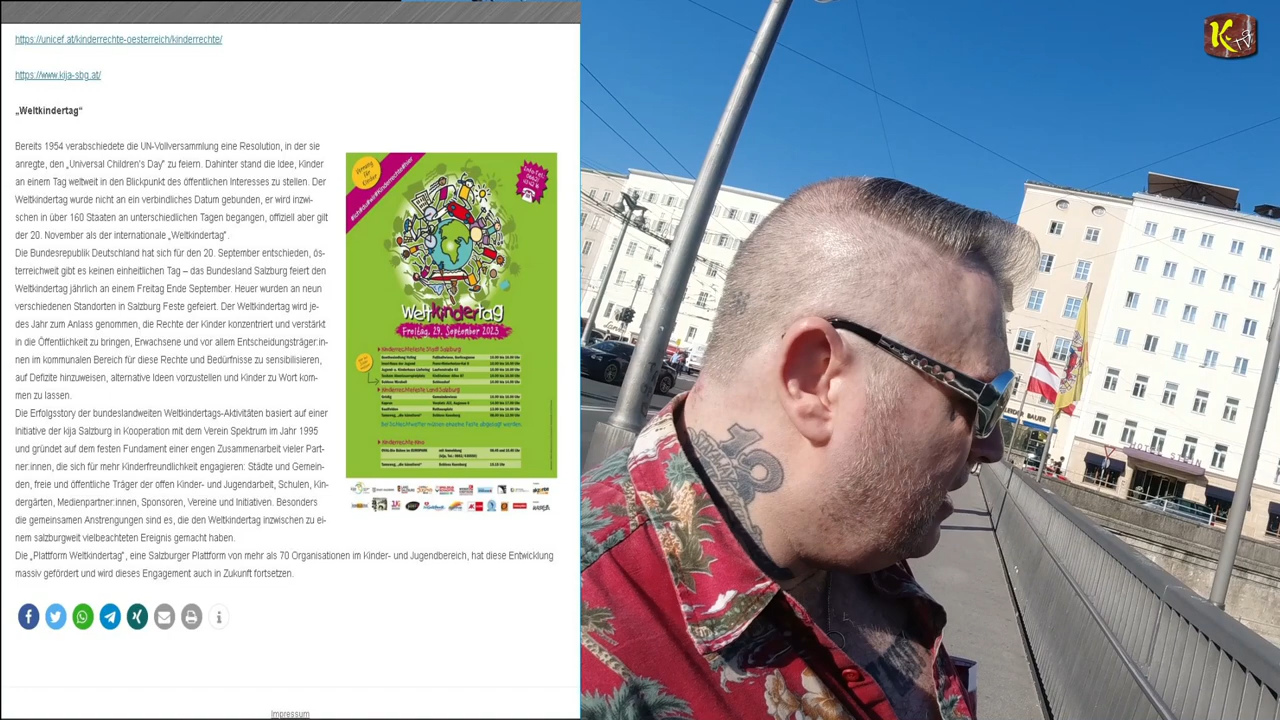 https://unicef.at/kinderrechte-oesterreich/kinderrechte/
https://www.kija-sbg.at/
„Weltkindertag“
Bereits 1954 verabschiedete die UN-Vollversammlung eine Resolution, in der sie
anregte, den „Universal Children's Day“ zu feiern. Dahinter stand die Idee, Kinder
an einem Tag weltweit in den Blickpunkt des öffentlichen Interesses zu stellen. Der
Weltkindertag wurde nicht an ein verbindliches Datum gebunden, er wird inzwi-
schen in über 160 Staaten an unterschiedlichen Tagen begangen, offiziell aber gilt
der 20. November als der internationale „Weltkindertag“.
Die Bundesrepublik Deutschland hat sich für den 20. September entschieden, ös-
terreichweit gibt es keinen einheitlichen Tag – das Bundesland Salzburg feiert den
Weltkindertag jährlich an einem Freitag Ende September. Heuer wurden an neun
verschiedenen Standorten in Salzburg Feste gefeiert. Der Weltkindertag wird je-
des Jahr zum Anlass genommen, die Rechte der Kinder konzentriert und verstärkt
in die Öffentlichkeit zu bringen, Erwachsene und vor allem Entscheidungsträger:in-
nen im kommunalen Bereich für diese Rechte und Bedürfnisse zu sensibilisieren,
auf Defizite hinzuweisen, alternative Ideen vorzustellen und Kinder zu Wort kom-
men zu lassen.
Die Erfolgsstory der bundeslandweiten Weltkindertags-Aktivitäten basiert auf einer
Initiative der kija Salzburg in Kooperation mit dem Verein Spektrum im Jahr 1995
und gründet auf dem festen Fundament einer engen Zusammenarbeit vieler Part-
ner:innen, die sich für mehr Kinderfreundlichkeit engagieren: Städte und Gemein-
den, freie und öffentliche Träger der offen Kinder- und Jugendarbeit, Schulen, Kin-
dergärten, Medienpartner:innen, Sponsoren, Vereine und Initiativen. Besonders
die gemeinsamen Anstrengungen sind es, die den Weltkindertag inzwischen zu ei-
nem salzburgweit vielbeachteten Ereignis gemacht haben.
Die „Plattform Weltkindertag“, eine Salzburger Plattform von mehr als 70 Organisationen im Kinder- und Jugendbereich, hat diese Entwicklung
massiv gefördert und wird dieses Engagement auch in Zukunft fortsetzen.
Impressum
Weltkindertag
Freitag, 29. September 2023
Kinderrechtefeste Stadt Salzburg
Kinderrechtefeste Land Salzburg
K
TV